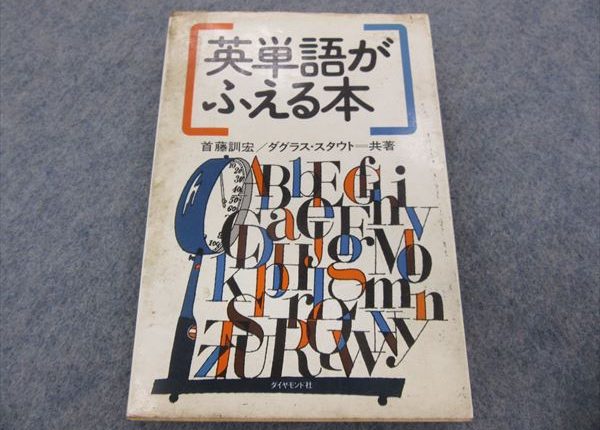 英単語が
ふえる本
首藤訓宏/ダグラス・スタウト=共著
ダイヤモンド社